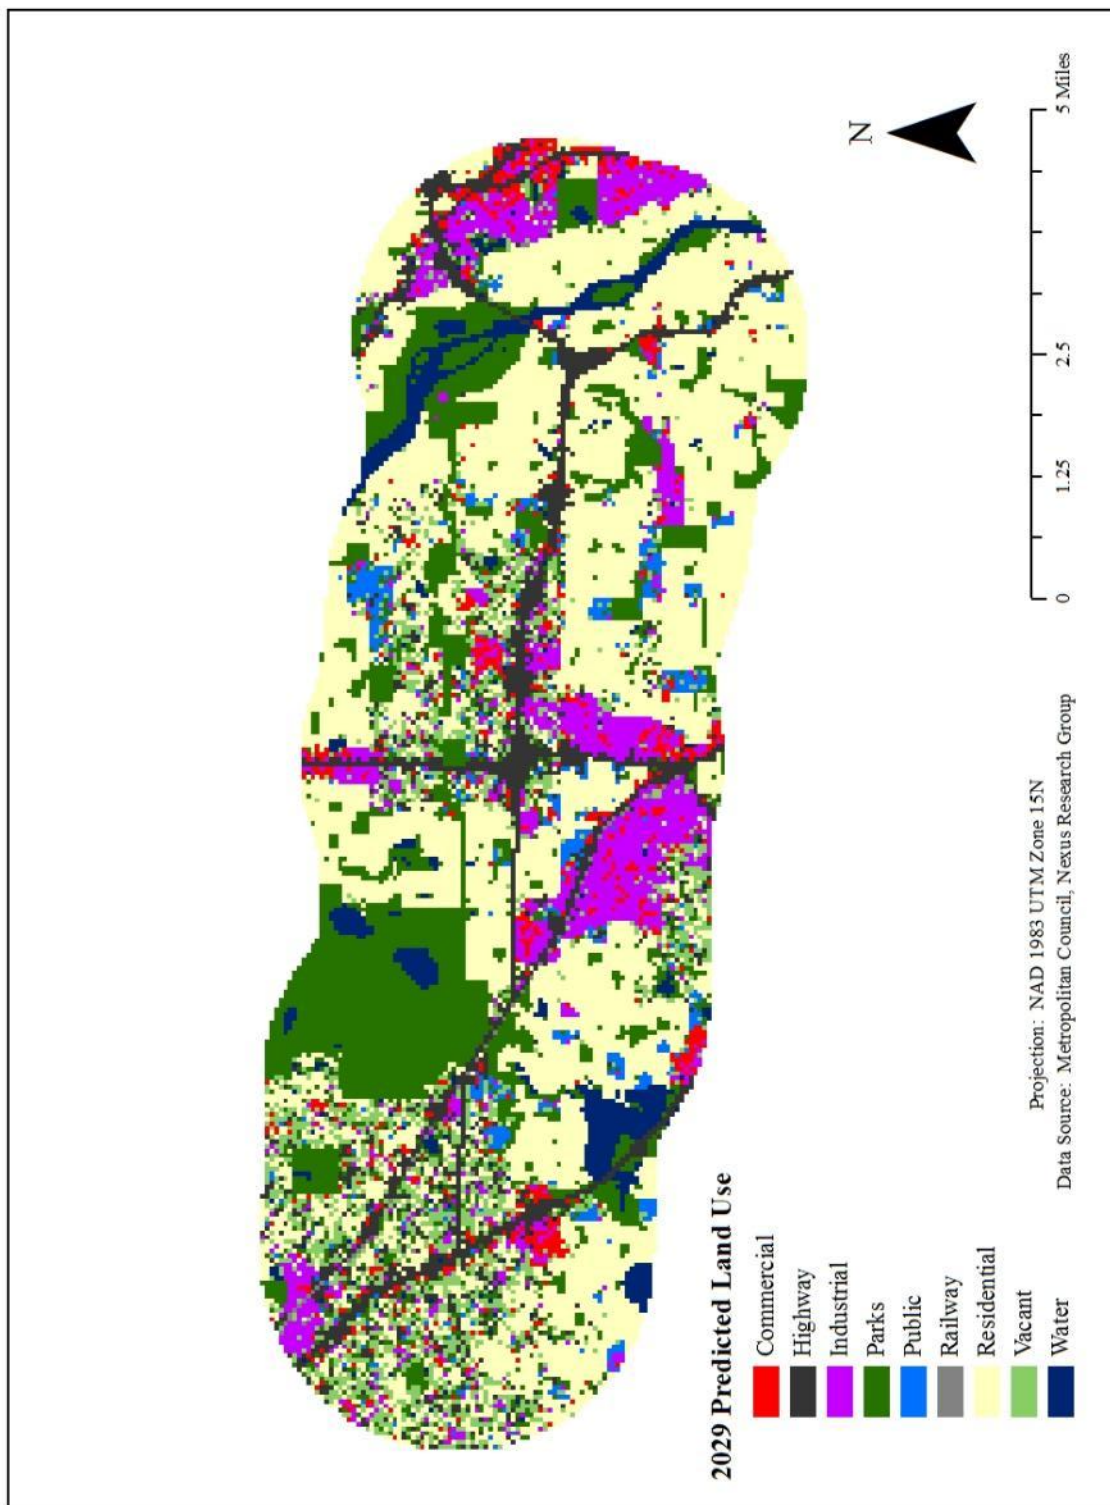 N
2029 Predicted Land Use
Commercial
Highway
Industrial
Parks
Public
Railway
Residential
Vacant
Water
0 1.25 2.5 5 Miles
Projection: NAD 1983 UTM Zone 15N
Data Source: Metropolitan Council, Nexus Research Group